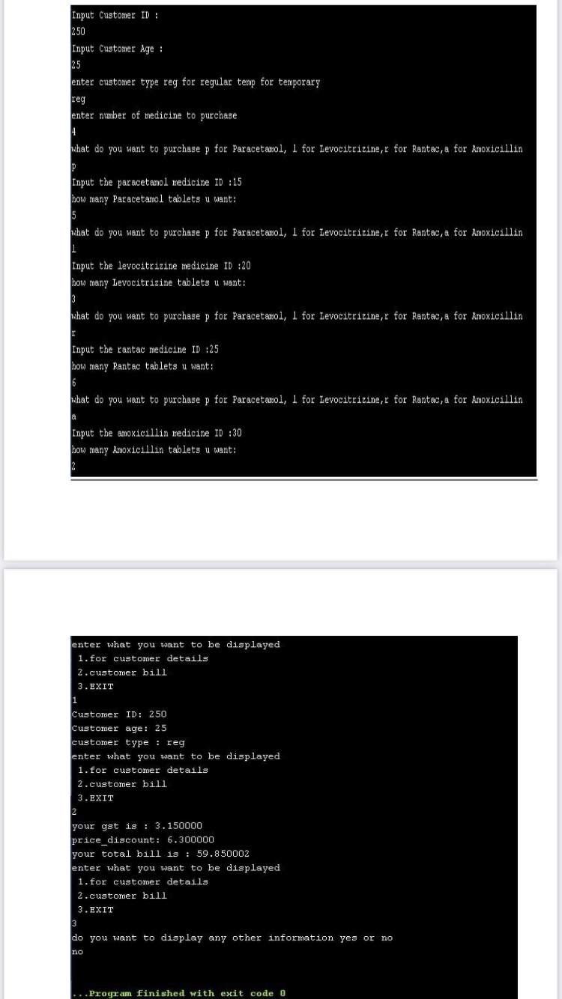 Input Customer ID :
250
Input Customer Age :
25
enter customer type reg for regular temp for temporary
reg
enter number of medicine to purchase
4
what do you want to purchase p for Paracetamol, l for Levocitrizine,r for Rantac,a for Amoxicillin
p
Input the paracetamol medicine ID :15
how many Paracetamol tablets u want:
5
what do you want to purchase p for Paracetamol, l for Levocitrizine,r for Rantac,a for Amoxicillin
l
Input the levocitrizine medicine ID :20
how many Levocitrizine tablets u want:
3
what do you want to purchase p for Paracetamol, l for Levocitrizine,r for Rantac,a for Amoxicillin
r
Input the rantac medicine ID :25
how many Rantac tablets u want:
6
what do you want to purchase p for Paracetamol, l for Levocitrizine,r for Rantac,a for Amoxicillin
a
Input the amoxicillin medicine ID :30
how many Amoxicillin tablets u want:
2
enter what you want to be displayed
1.for customer details
2.customer bill
3.EXIT
1
Customer ID: 250
Customer age: 25
customer type : reg
enter what you want to be displayed
1.for customer details
2.customer bill
3.EXIT
2
your gst is : 3.150000
price_discount: 6.300000
your total bill is : 59.850002
enter what you want to be displayed
1.for customer details
2.customer bill
3.EXIT
3
do you want to display any other information yes or no
no
...Program finished with exit code 0